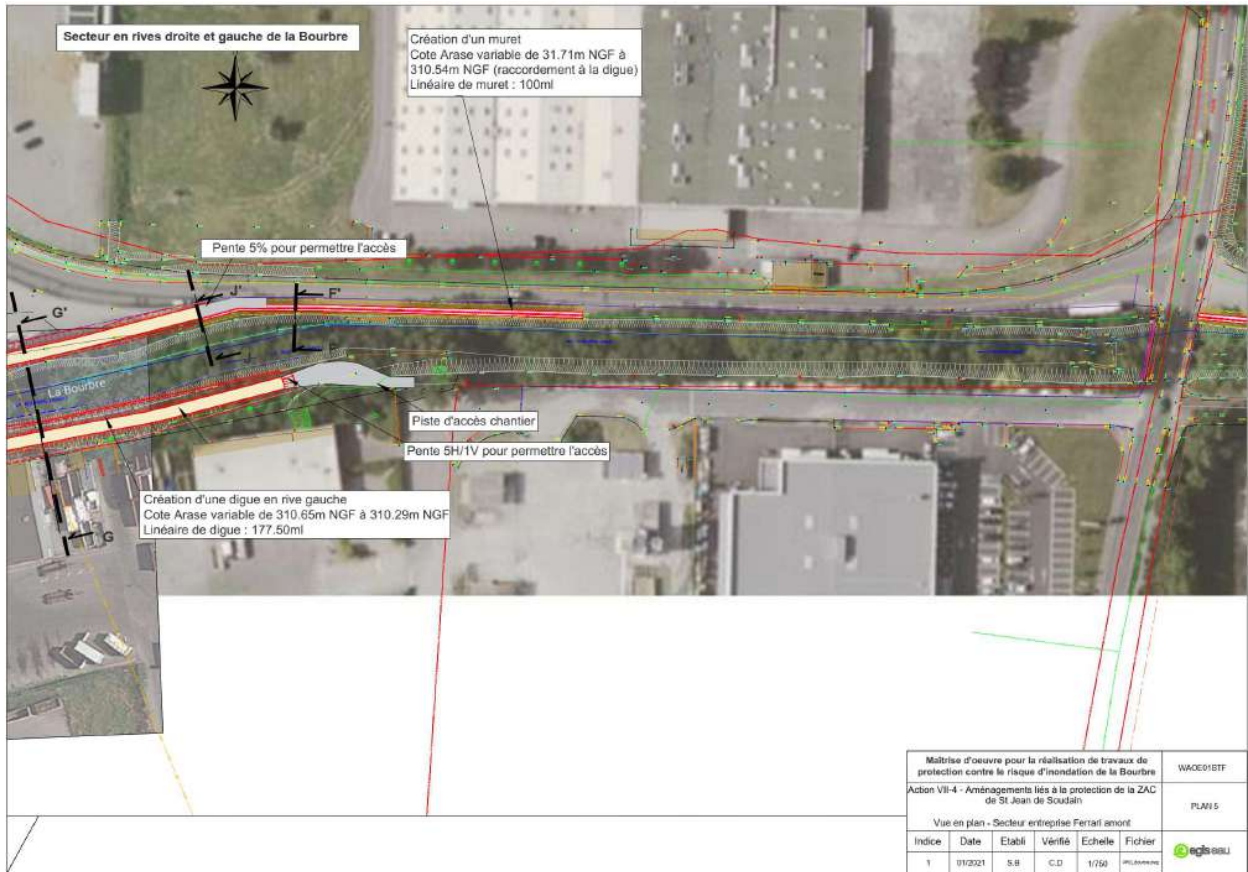 Secteur en rives droite et gauche de la Bourbre
Création d'un muret
Cote Arase variable de 31.71m NGF à
310.54m NGF (raccordement à la digue)
Linéaire de muret : 100ml
Pente 5% pour permettre l'accès
J'
F'
G'
J
La Bourbre
Piste d'accès chantier
Pente 5H/1V pour permettre l'accès
Création d'une digue en rive gauche
Cote Arase variable de 310.65m NGF à 310.29m NGF
Linéaire de digue : 177.50ml
G
Maîtrise d'oeuvre pour la réalisation de travaux de
protection contre le risque d'inondation de la Bourbre
WAOE01BTF
Action VII-4 - Aménagements liés à la protection de la ZAC
de St Jean de Soudain
PLAN 5
Vue en plan - Secteur entreprise Ferrari amont
Indice Date Etabli Vérifié Echelle Fichier
1 01/2021 S.B C.D 1/750
egis eau